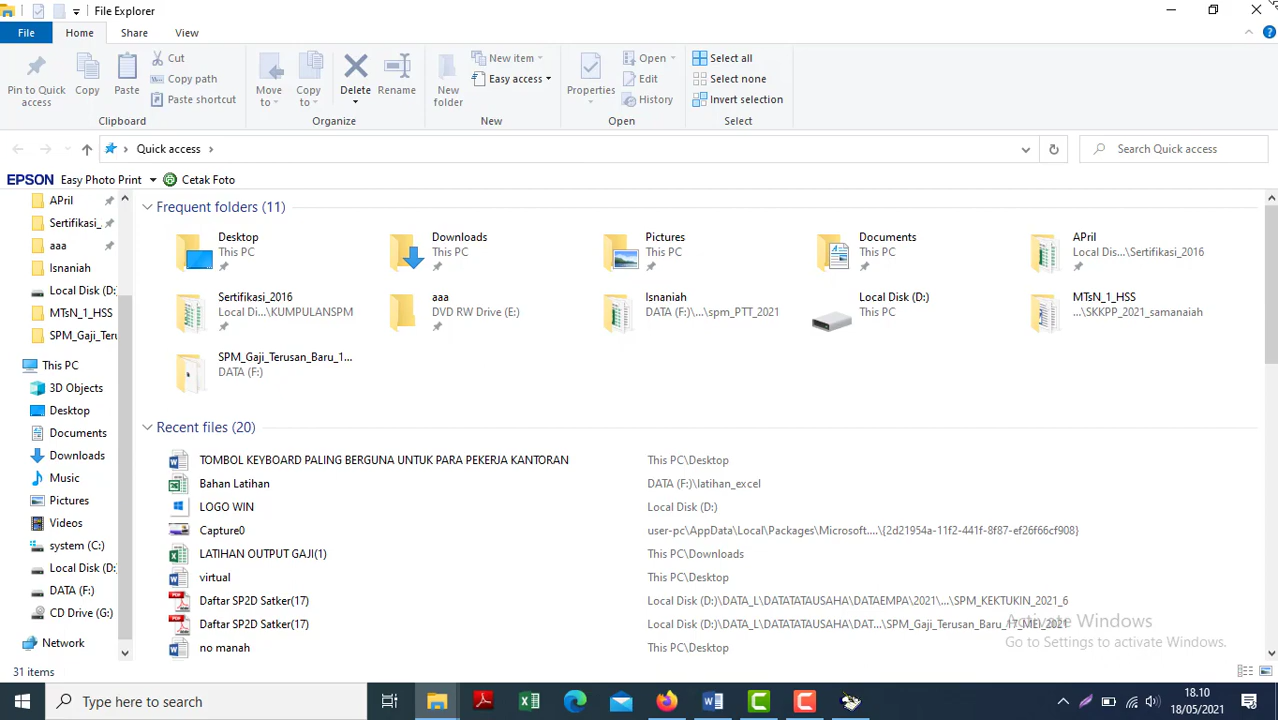 File Explorer
File Home Share View
Pin to Quick access
Copy
Paste
Cut
Copy path
Paste shortcut
Clipboard
Move to
Copy to
Delete
Rename
Organize
New folder
New item
Easy access
New
Properties
Open
Edit
History
Open
Select all
Select none
Invert selection
Select
Quick access
Search Quick access
EPSON Easy Photo Print Cetak Foto
APril
Sertifikasi_
aaa
Isnaniah
Local Disk (D:
MTsN_1_HSS
SPM_Gaji_Teru
This PC
3D Objects
Desktop
Documents
Downloads
Music
Pictures
Videos
system (C:)
Local Disk (D:
DATA (F:)
CD Drive (G:)
Network
Frequent folders (11)
Desktop
This PC
Downloads
This PC
Pictures
This PC
Documents
This PC
APril
Local Dis...\Sertifikasi_2016
Sertifikasi_2016
Local Di...\KUMPULANSPM
aaa
DVD RW Drive (E:)
Isnaniah
DATA (F:)\...\spm_PTT_2021
Local Disk (D:)
This PC
MTsN_1_HSS
...\SKKPP_2021_samanaiah
SPM_Gaji_Terusan_Baru_1...
DATA (F:)
Recent files (20)
TOMBOL KEYBOARD PALING BERGUNA UNTUK PARA PEKERJA KANTORAN This PC\Desktop
Bahan Latihan DATA (F:)\latihan_excel
LOGO WIN Local Disk (D:)
Capture0 user-pc\AppData\Local\Packages\Microsoft....\{2d21954a-11f2-441f-8f87-ef26f66cf908}
LATIHAN OUTPUT GAJI(1) This PC\Downloads
virtual This PC\Desktop
Daftar SP2D Satker(17) Local Disk (D:)\DATA_L\DATATATAUSAHA\DATAEMPA\2021\...\SPM_KEKTUKIN_2021_6
Daftar SP2D Satker(17) Local Disk (D:)\DATA_L\DATATATAUSAHA\DAT...\SPM_Gaji_Terusan_Baru_17_MEI_2021
no manah This PC\Desktop
Activate Windows
Go to Settings to activate Windows.
31 items
Type here to search
18.10
18/05/2021